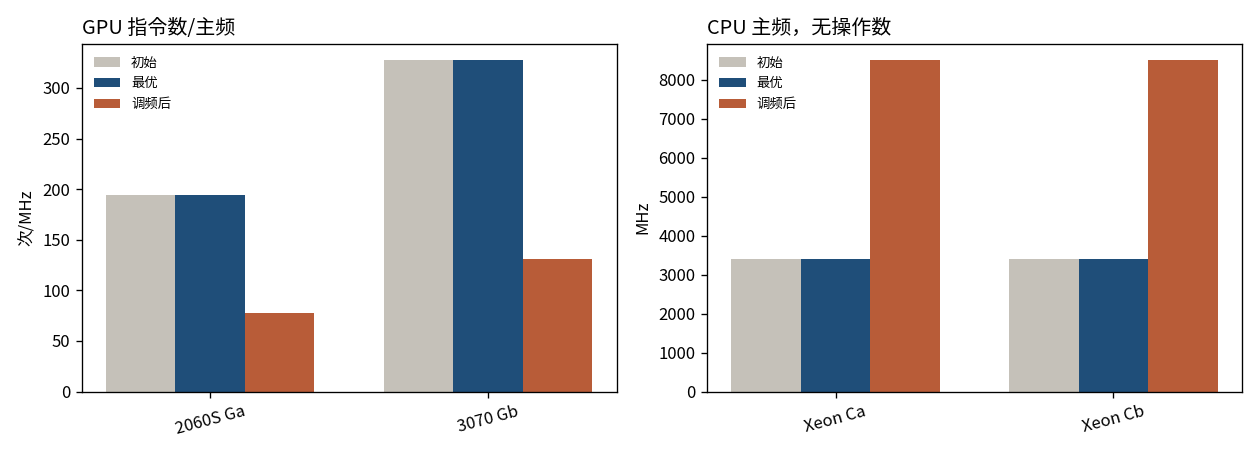 GPU 指令数/主频
初始
最优
调频后
300
250
200
150
100
50
0
次/MHz
2060S Ga
3070 Gb
CPU 主频，无操作数
初始
最优
调频后
8000
7000
6000
5000
4000
3000
2000
1000
0
MHz
Xeon Ca
Xeon Cb